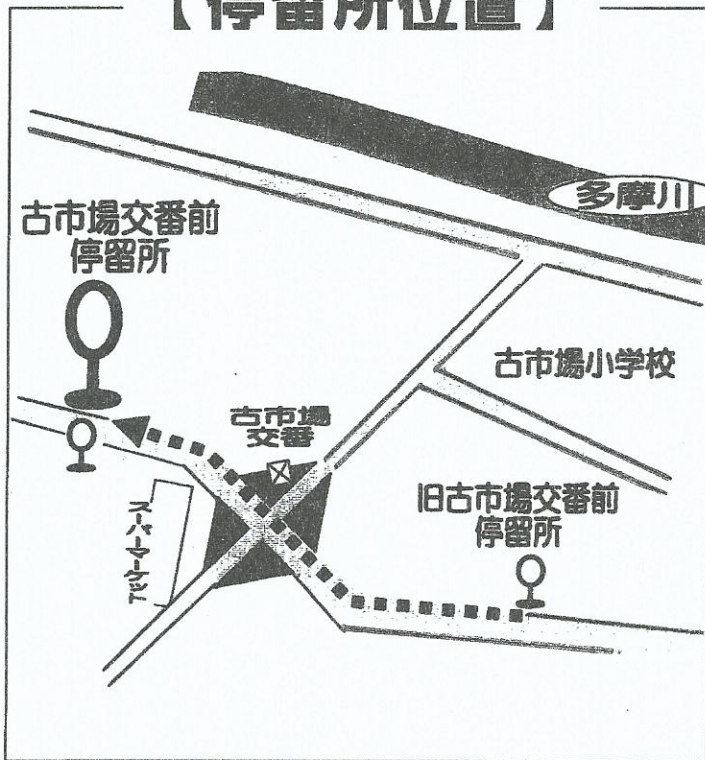 【停留所位置】
多摩川
古市場交番前
停留所
古市場小学校
古市場
交番
旧古市場交番前
停留所
スーパーマーケット